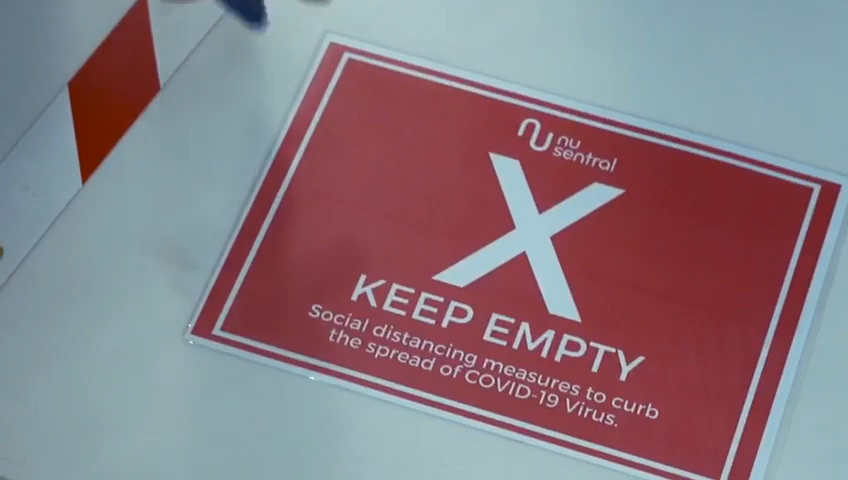 nu
sentral
X
KEEP EMPTY
Social distancing measures to curb
the spread of COVID-19 Virus.